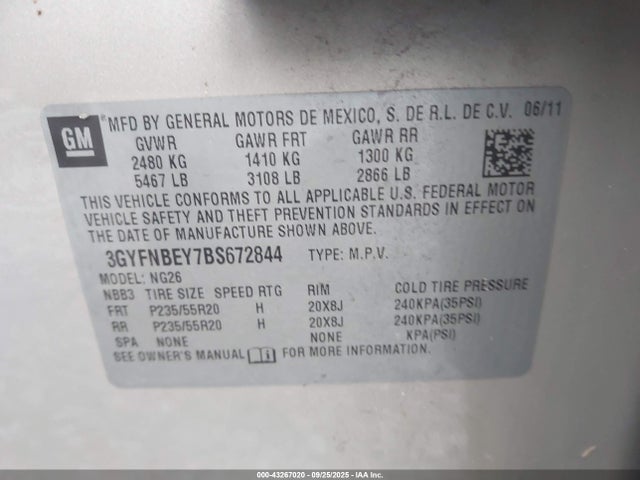 GM
MFD BY GENERAL MOTORS DE MEXICO, S. DE R.L. DE C.V. 06/11
GVWR GAWR FRT GAWR RR
2480 KG 1410 KG 1300 KG
5467 LB 3108 LB 2866 LB
THIS VEHICLE CONFORMS TO ALL APPLICABLE U.S. FEDERAL MOTOR
VEHICLE SAFETY AND THEFT PREVENTION STANDARDS IN EFFECT ON
THE DATE OF MANUFACTURE SHOWN ABOVE.
3GYFNBEY7BS672844 TYPE: M.P.V.
MODEL: NG26
NBB3 TIRE SIZE SPEED RTG RIM COLD TIRE PRESSURE
FRT P235/55R20 H 20X8J 240KPA(35PSI)
RR P235/55R20 H 20X8J 240KPA(35PSI)
SPA NONE NONE KPA(PSI)
SEE OWNER'S MANUAL FOR MORE INFORMATION.
000-43267020 - 09/25/2025 - IAA Inc.